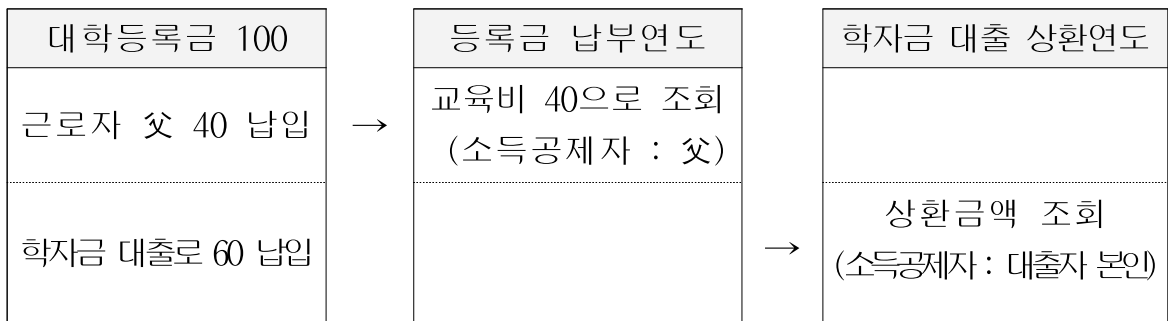 대학등록금 100
근로자 父 40 납입
학자금 대출로 60 납입
→
등록금 납부연도
교육비 40으로 조회
(소득공제자 : 父)
→
학자금 대출 상환연도
상환금액 조회
(소득공제자 : 대출자 본인)